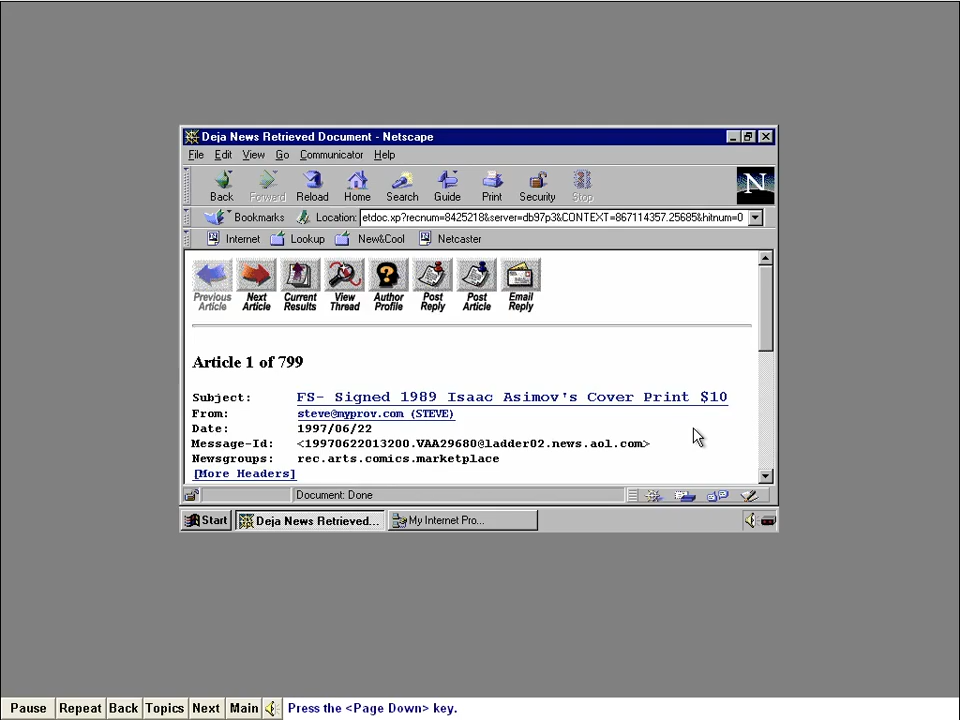 Deja News Retrieved Document - Netscape
File Edit View Go Communicator Help
Back Forward Reload Home Search Guide Print Security Stop
N
Bookmarks Location: etdoc.xp?recnum=8425218&server=db97p3&CONTEXT=867114357.25685&hitnum=0
Internet Lookup New&Cool Netcaster
Previous Article Next Article Current Results View Thread Author Profile Post Reply Post Article Email Reply
Article 1 of 799
Subject: FS- Signed 1989 Isaac Asimov's Cover Print $10
From: steve@myprov.com (STEVE)
Date: 1997/06/22
Message-Id: <19970622013200.VAA29680@ladder02.news.aol.com>
Newsgroups: rec.arts.comics.marketplace
[More Headers]
Document: Done
Start Deja News Retrieved... My Internet Pro...
Pause Repeat Back Topics Next Main Press the <Page Down> key.